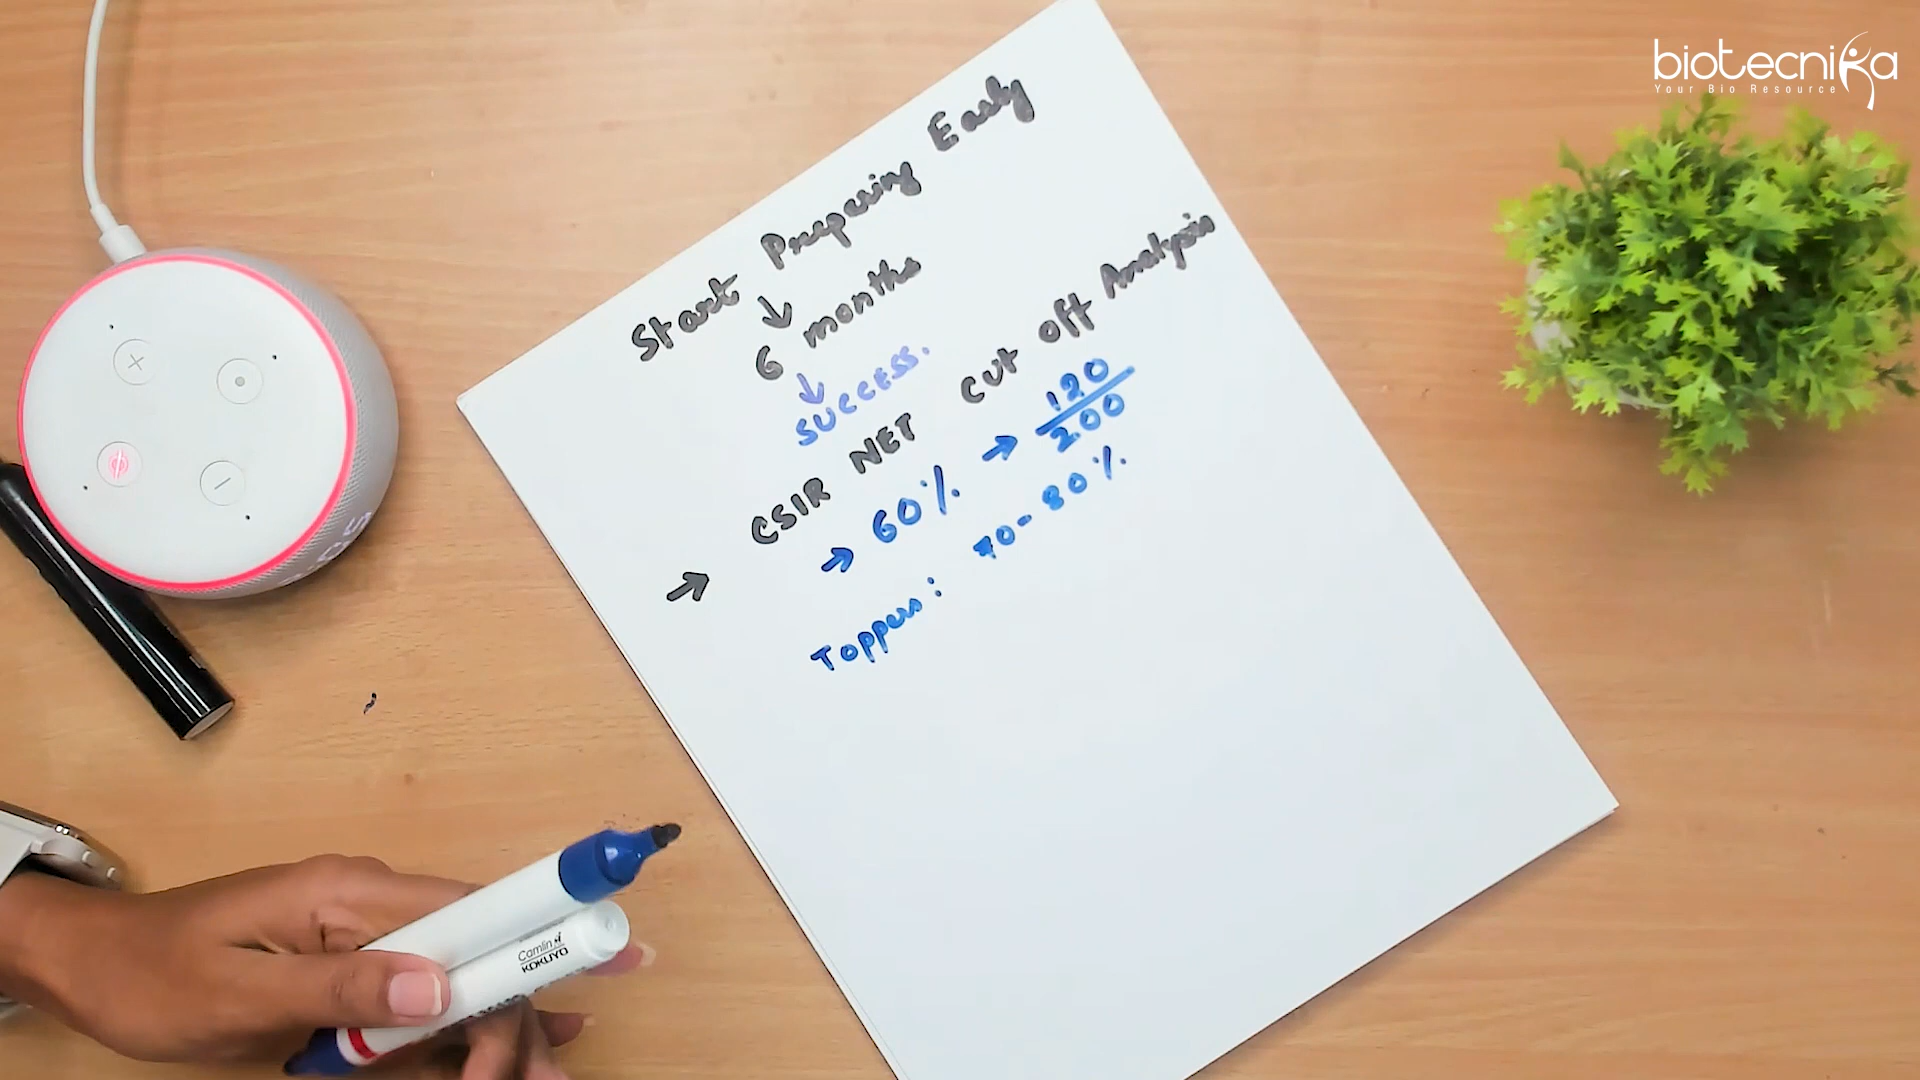 biotecnika
Your Bio Resource
Start Preparing Early
↓
6 months
↓
SUCCESS.
→ CSIR NET Cut off Analysis
→ 60% → 120/200
Toppers: 70-80%
Camlin
KOKUYO